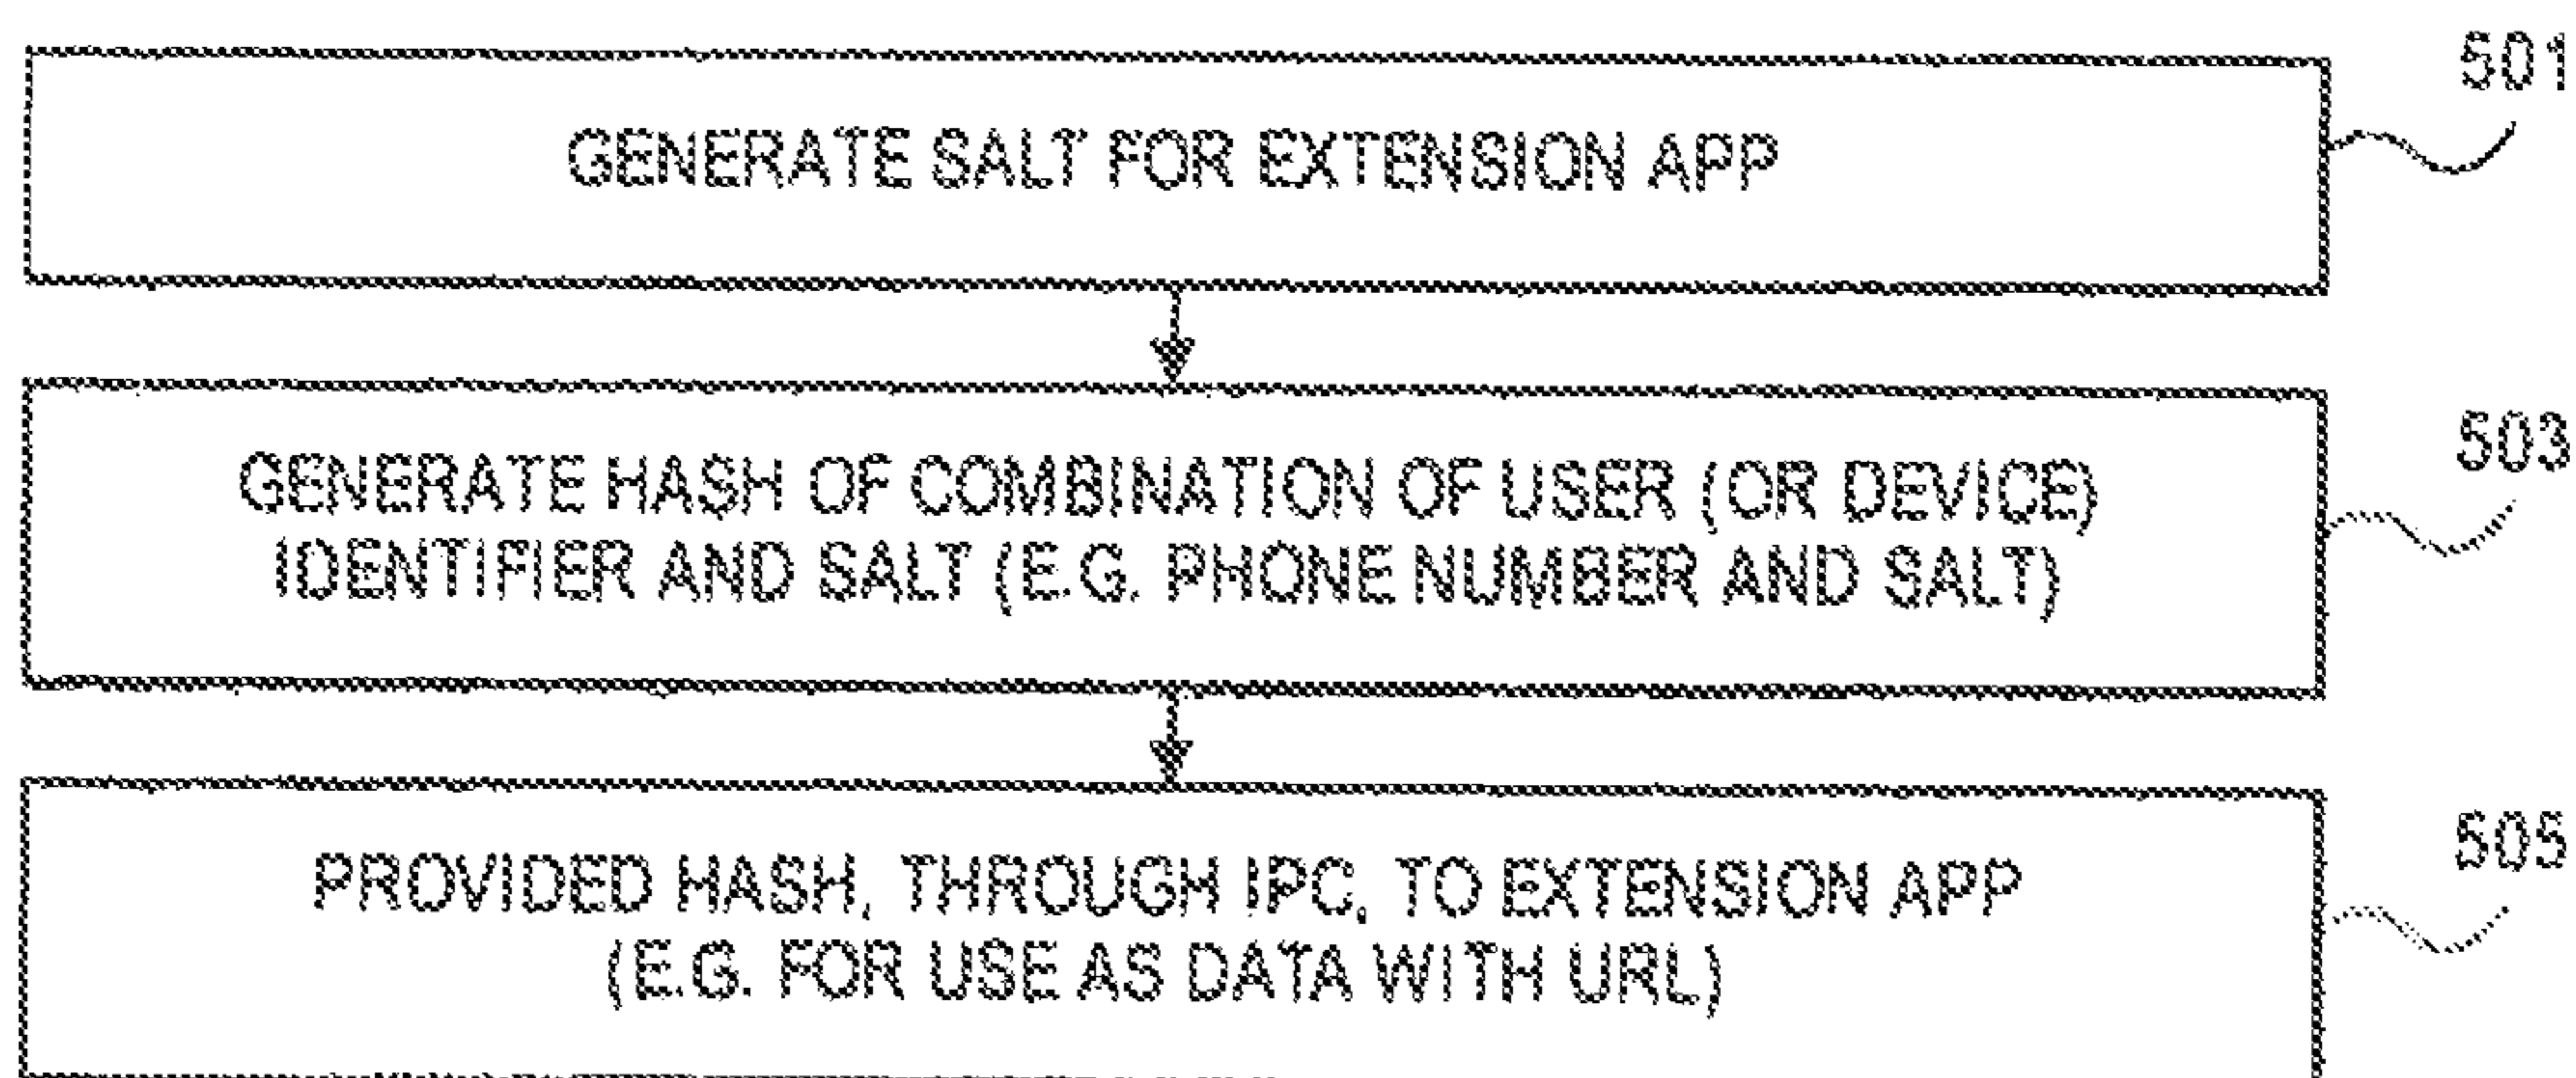 501
GENERATE SALT FOR EXTENSION APP
503
GENERATE HASH OF COMBINATION OF USER (OR DEVICE)
IDENTIFIER AND SALT (E.G. PHONE NUMBER AND SALT)
505
PROVIDED HASH, THROUGH IPC, TO EXTENSION APP
(E.G. FOR USE AS DATA WITH URL)